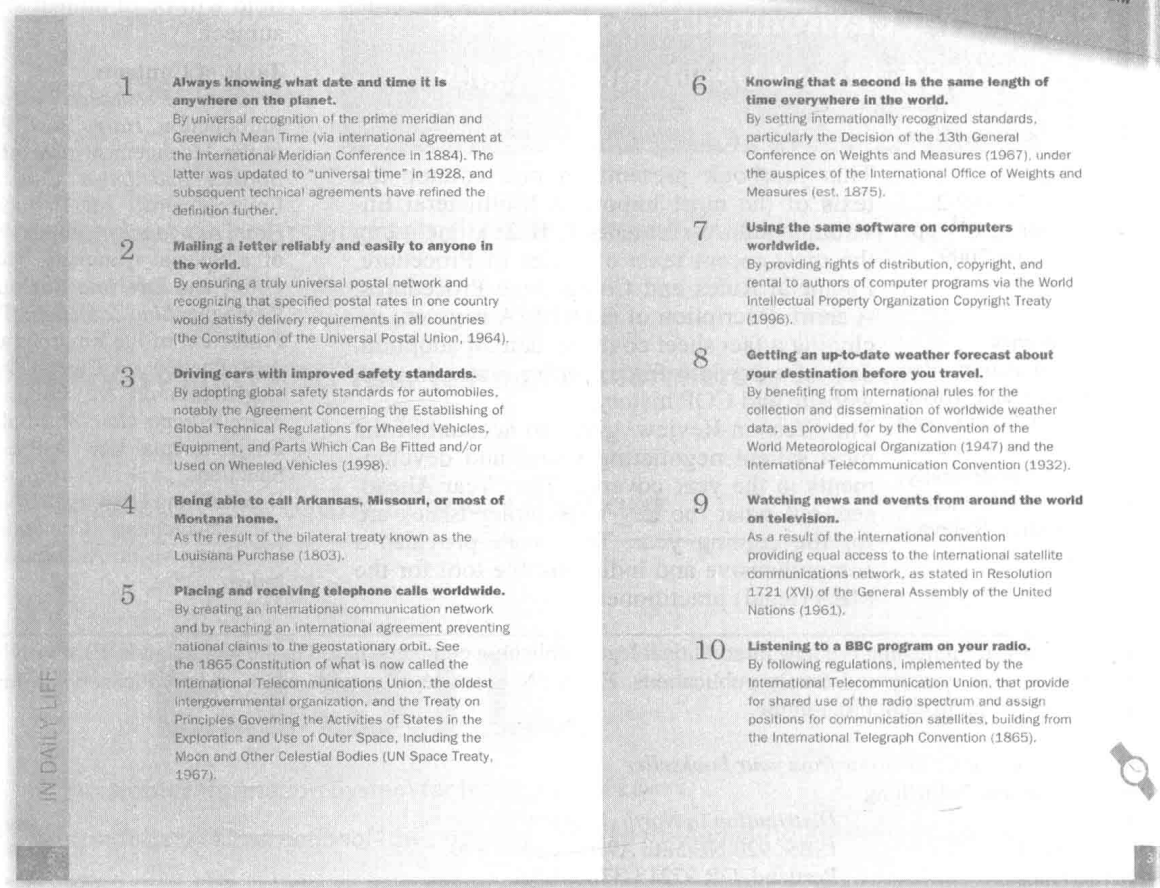 1
Always knowing what date and time it is
anywhere on the planet.
By universal recognition of the prime meridian and
Greenwich Mean Time (via international agreement at
the International Meridian Conference in 1884). The
latter was updated to “universal time” in 1928, and
subsequent technical agreements have refined the
definition further.
2
Mailing a letter reliably and easily to anyone in
the world.
By ensuring a truly universal postal network and
recognizing that specified postal rates in one country
would satisfy delivery requirements in all countries
(the Constitution of the Universal Postal Union, 1964).
3
Driving cars with improved safety standards.
By adopting global safety standards for automobiles,
notably the Agreement Concerning the Establishing of
Global Technical Regulations for Wheeled Vehicles,
Equipment, and Parts Which Can Be Fitted and/or
Used on Wheeled Vehicles (1998).
4
Being able to call Arkansas, Missouri, or most of
Montana home.
As the result of the bilateral treaty known as the
Louisiana Purchase (1803).
5
Placing and receiving telephone calls worldwide.
By creating an international communication network
and by reaching an international agreement preventing
national claims to the geostationary orbit. See
the 1865 Constitution of what is now called the
International Telecommunications Union, the oldest
intergovernmental organization, and the Treaty on
Principles Governing the Activities of States in the
Exploration and Use of Outer Space, Including the
Moon and Other Celestial Bodies (UN Space Treaty,
1967).
IN DAILY LIFE
6
Knowing that a second is the same length of
time everywhere in the world.
By setting internationally recognized standards,
particularly the Decision of the 13th General
Conference on Weights and Measures (1967), under
the auspices of the International Office of Weights and
Measures (est. 1875).
7
Using the same software on computers
worldwide.
By providing rights of distribution, copyright, and
rental to authors of computer programs via the World
Intellectual Property Organization Copyright Treaty
(1996).
8
Getting an up-to-date weather forecast about
your destination before you travel.
By benefiting from international rules for the
collection and dissemination of worldwide weather
data, as provided for by the Convention of the
World Meteorological Organization (1947) and the
International Telecommunication Convention (1932).
9
Watching news and events from around the world
on television.
As a result of the international convention
providing equal access to the international satellite
communications network, as stated in Resolution
1721 (XVI) of the General Assembly of the United
Nations (1961).
10
Listening to a BBC program on your radio.
By following regulations, implemented by the
International Telecommunication Union, that provide
for shared use of the radio spectrum and assign
positions for communication satellites, building from
the International Telegraph Convention (1865).
3